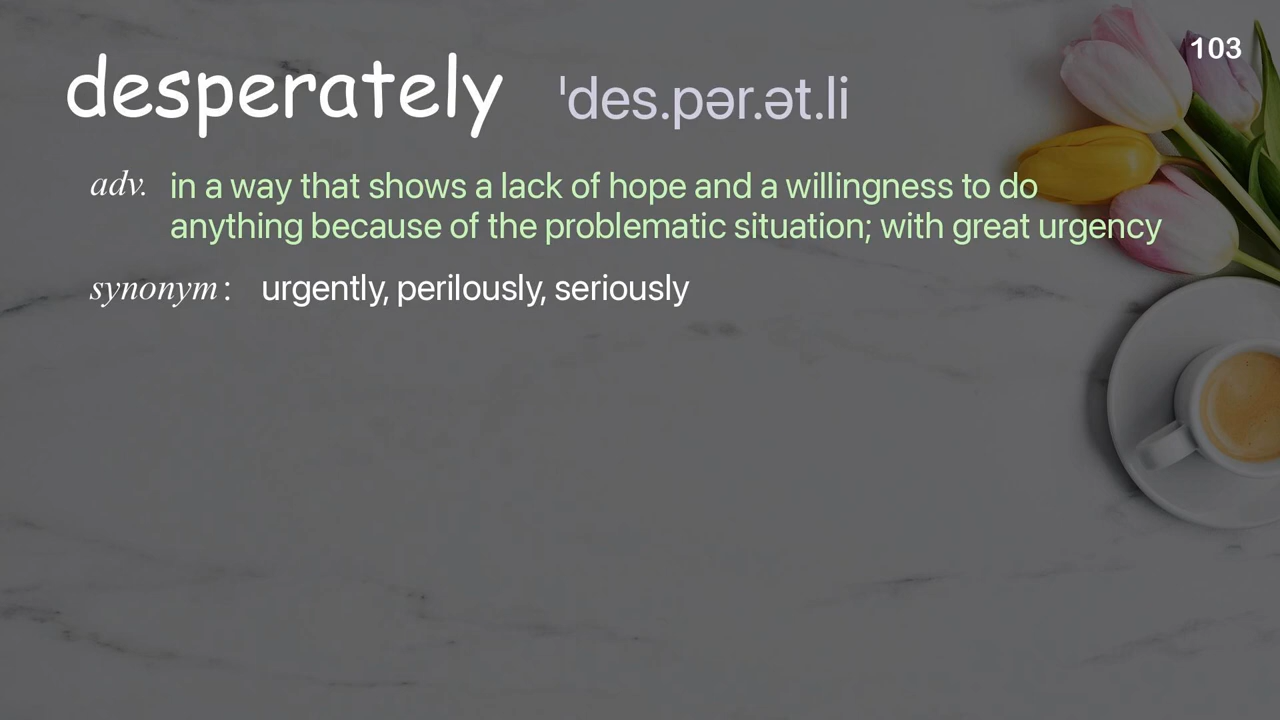 103
desperately ˈdes.pər.ət.li
adv. in a way that shows a lack of hope and a willingness to do
anything because of the problematic situation; with great urgency
synonym : urgently, perilously, seriously